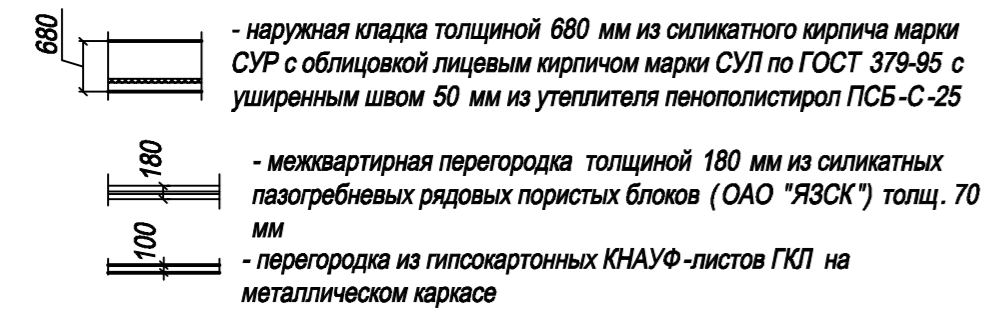 680
- наружная кладка толщиной 680 мм из силикатного кирпича марки
СУР с облицовкой лицевым кирпичом марки СУЛ по ГОСТ 379-95 с
уширенным швом 50 мм из утеплителя пенополистирол ПСБ-С-25
180
- межквартирная перегородка толщиной 180 мм из силикатных
пазогребневых рядовых пористых блоков (ОАО "ЯЗСК") толщ. 70
мм
100
- перегородка из гипсокартонных КНАУФ-листов ГКЛ на
металлическом каркасе